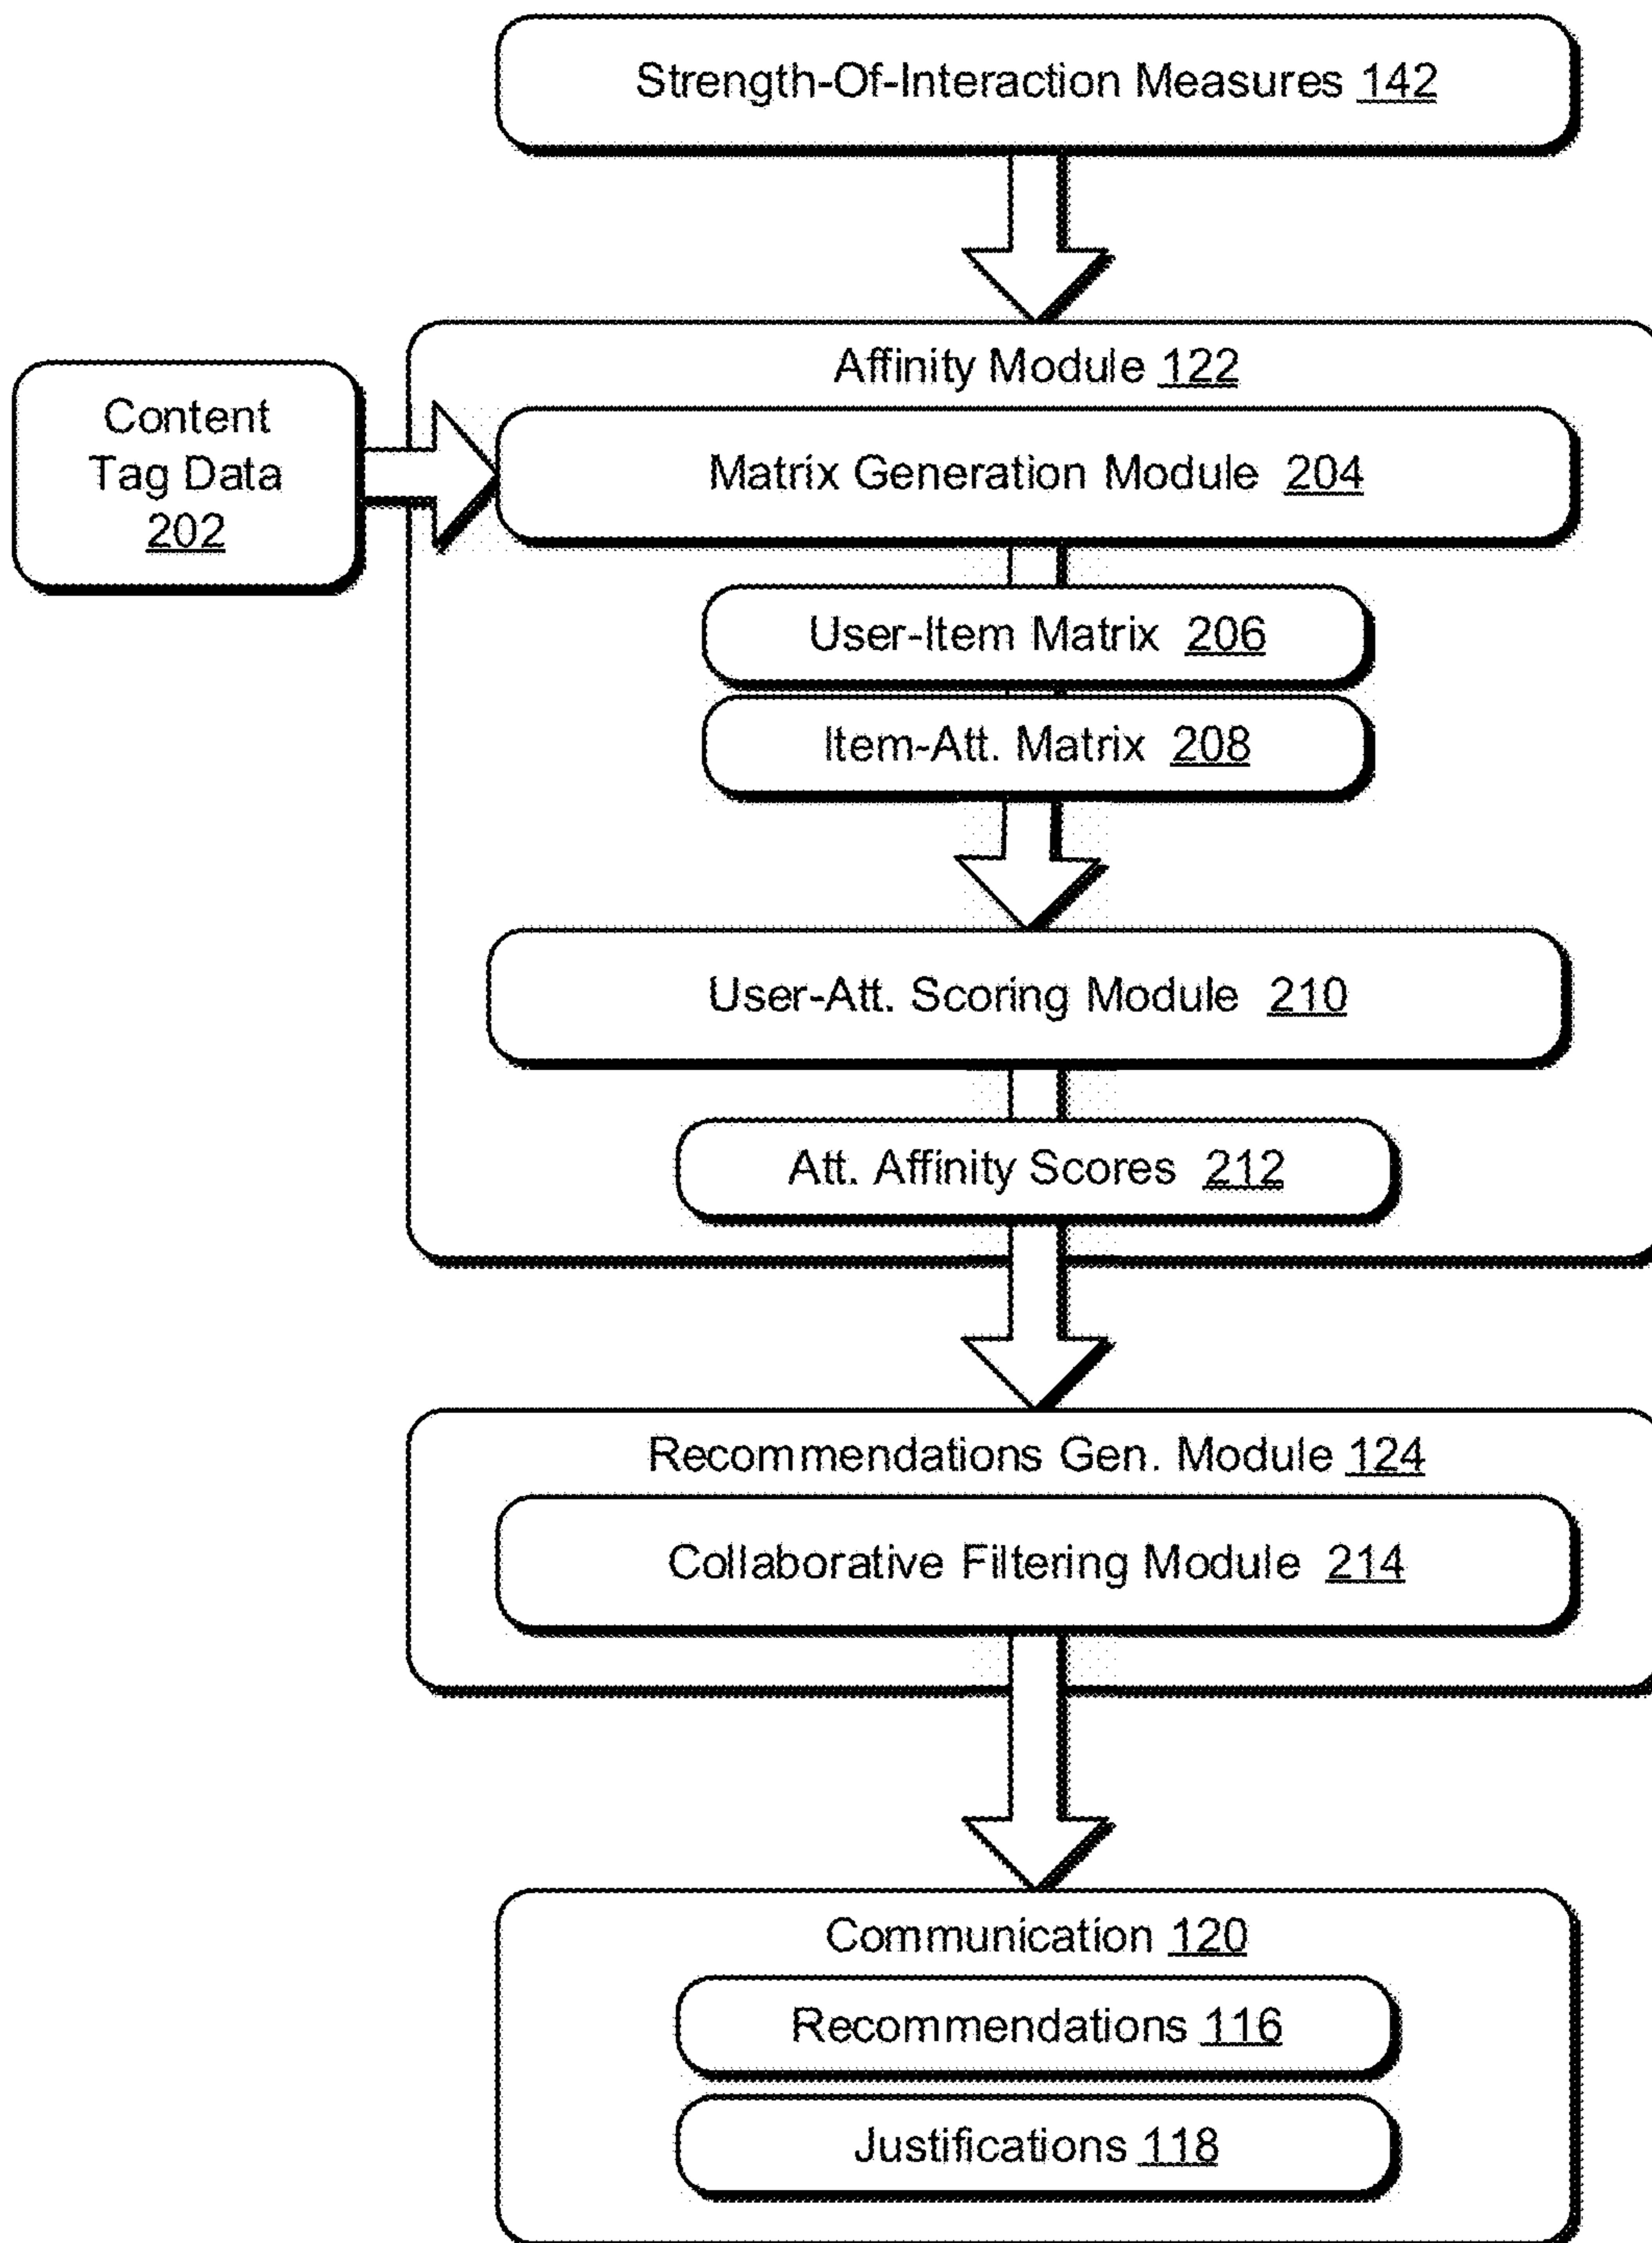 Strength-Of-Interaction Measures 142
Affinity Module 122
Content
Tag Data
202
Matrix Generation Module 204
User-Item Matrix 206
Item-Att. Matrix 208
User-Att. Scoring Module 210
Att. Affinity Scores 212
Recommendations Gen. Module 124
Collaborative Filtering Module 214
Communication 120
Recommendations 116
Justifications 118